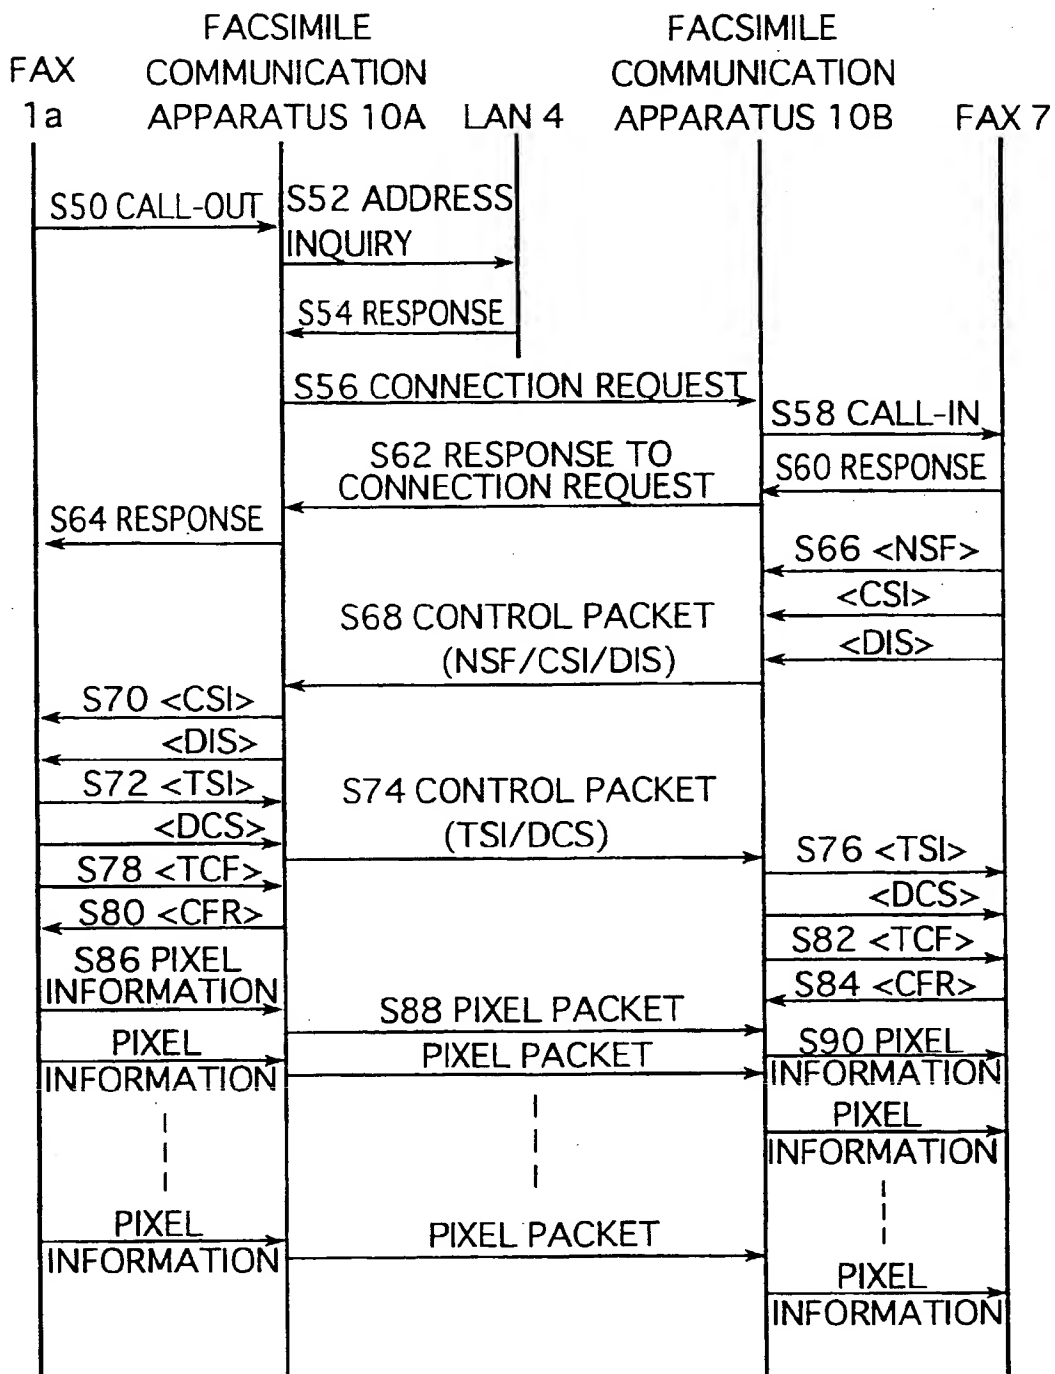 FACSIMILE
COMMUNICATION
APPARATUS 10A
FACSIMILE
COMMUNICATION
APPARATUS 10B
FAX
1a
LAN 4
FAX 7
S50 CALL-OUT
S52 ADDRESS
INQUIRY
S54 RESPONSE
S56 CONNECTION REQUEST
S58 CALL-IN
S62 RESPONSE TO
CONNECTION REQUEST
S60 RESPONSE
S64 RESPONSE
S66 <NSF>
<CSI>
<DIS>
S68 CONTROL PACKET
(NSF/CSI/DIS)
S70 <CSI>
<DIS>
S72 <TSI>
<DCS>
S74 CONTROL PACKET
(TSI/DCS)
S76 <TSI>
<DCS>
S78 <TCF>
S80 <CFR>
S82 <TCF>
S84 <CFR>
S86 PIXEL
INFORMATION
S88 PIXEL PACKET
PIXEL
INFORMATION
PIXEL PACKET
S90 PIXEL
INFORMATION
PIXEL
INFORMATION
PIXEL
INFORMATION
PIXEL PACKET
PIXEL
INFORMATION